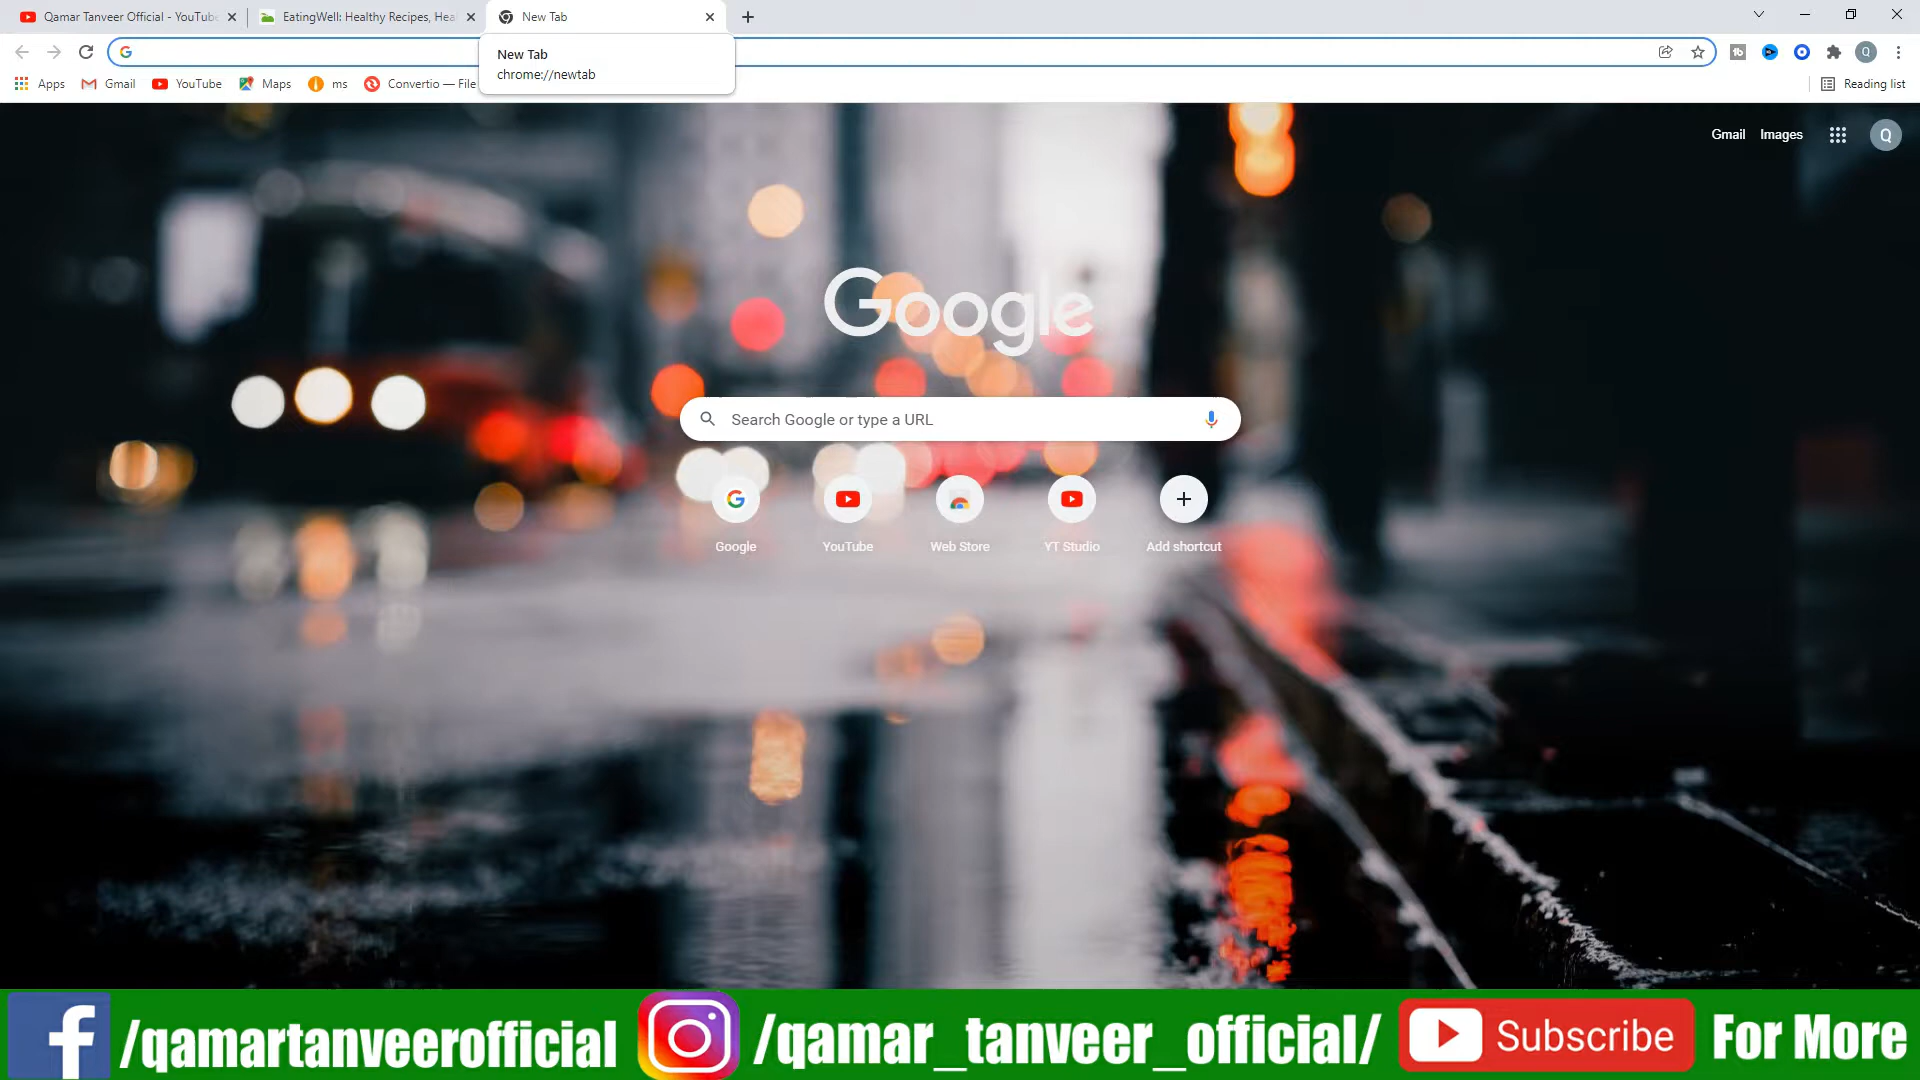 Qamar Tanveer Official - YouTube
EatingWell: Healthy Recipes, Hea
New Tab
New Tab
chrome://newtab
Apps
Gmail
YouTube
Maps
ms
Convertio — File
Reading list
Gmail
Images
Q
Q
Google
Search Google or type a URL
Google
YouTube
Web Store
YT Studio
Add shortcut
/qamartanveerofficial
/qamar_tanveer_official/
Subscribe
For More